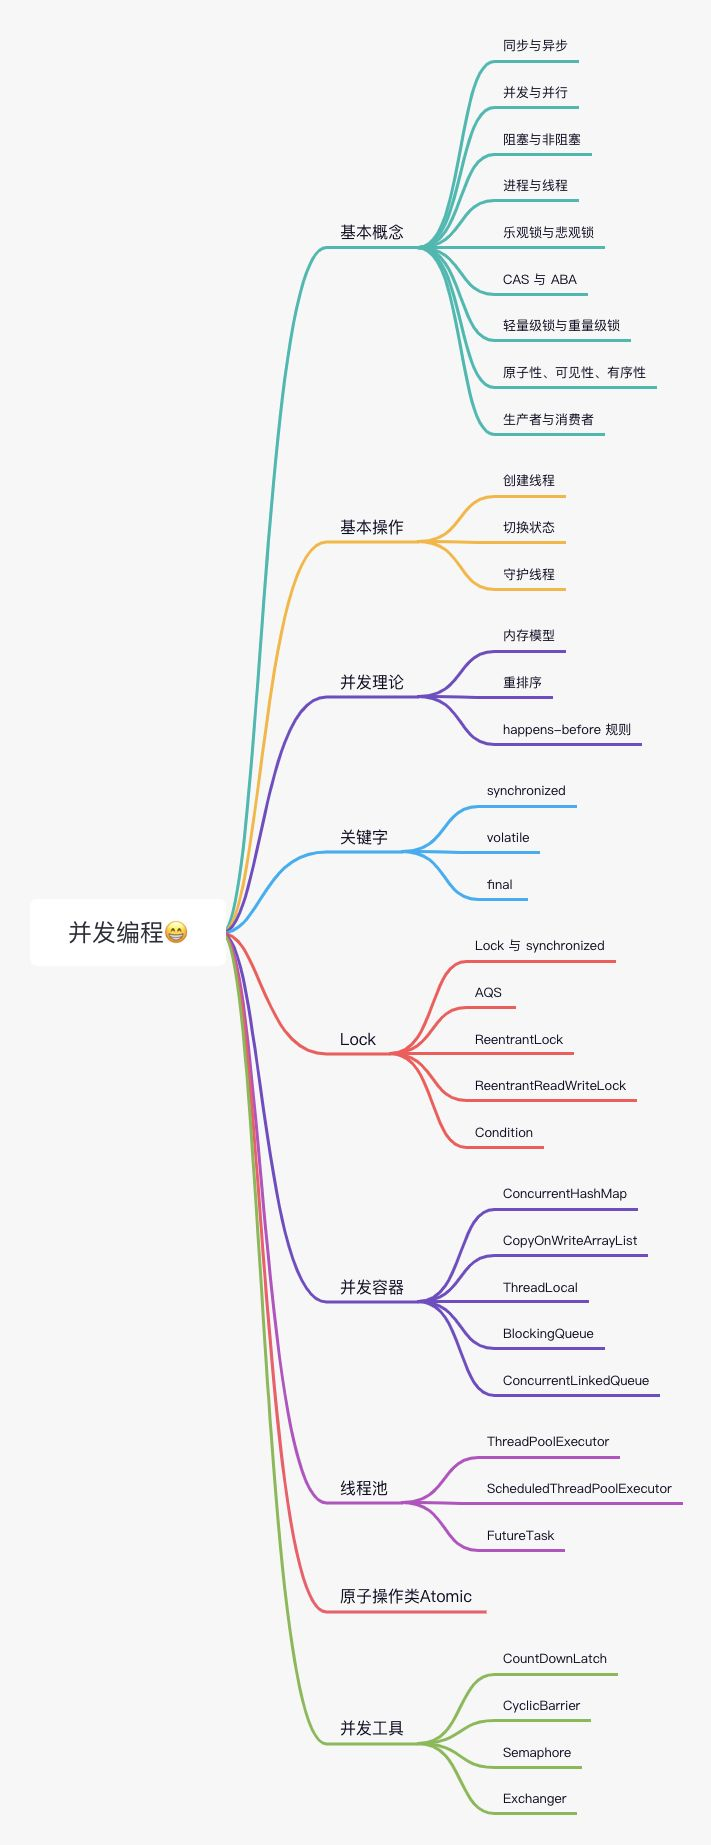 并发编程😁
基本概念
同步与异步
并发与并行
阻塞与非阻塞
进程与线程
乐观锁与悲观锁
CAS 与 ABA
轻量级锁与重量级锁
原子性、可见性、有序性
生产者与消费者
基本操作
创建线程
切换状态
守护线程
并发理论
内存模型
重排序
happens-before 规则
关键字
synchronized
volatile
final
Lock
Lock 与 synchronized
AQS
ReentrantLock
ReentrantReadWriteLock
Condition
并发容器
ConcurrentHashMap
CopyOnWriteArrayList
ThreadLocal
BlockingQueue
ConcurrentLinkedQueue
线程池
ThreadPoolExecutor
ScheduledThreadPoolExecutor
FutureTask
原子操作类Atomic
并发工具
CountDownLatch
CyclicBarrier
Semaphore
Exchanger